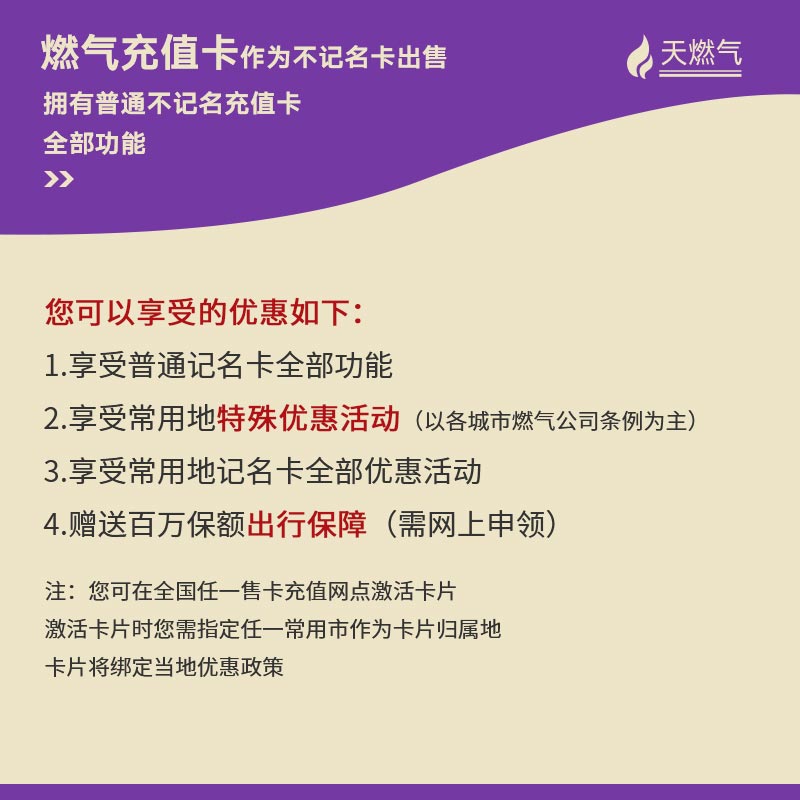 燃气充值卡作为不记名卡出售
天燃气
拥有普通不记名充值卡
全部功能
您可以享受的优惠如下：
1.享受普通记名卡全部功能
2.享受常用地特殊优惠活动（以各城市燃气公司条例为主）
3.享受常用地记名卡全部优惠活动
4.赠送百万保额出行保障（需网上申领）
注：您可在全国任一售卡充值网点激活卡片
激活卡片时您需指定任一常用市作为卡片归属地
卡片将绑定当地优惠政策